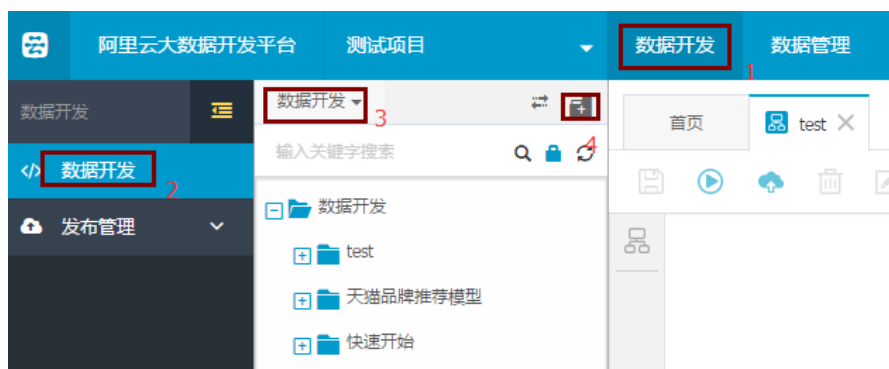 阿里云大数据开发平台 测试项目 数据开发 数据管理
1
数据开发
数据开发
3
首页
test
输入关键字搜索
4
数据开发
2
数据开发
发布管理
test
天猫品牌推荐模型
快速开始